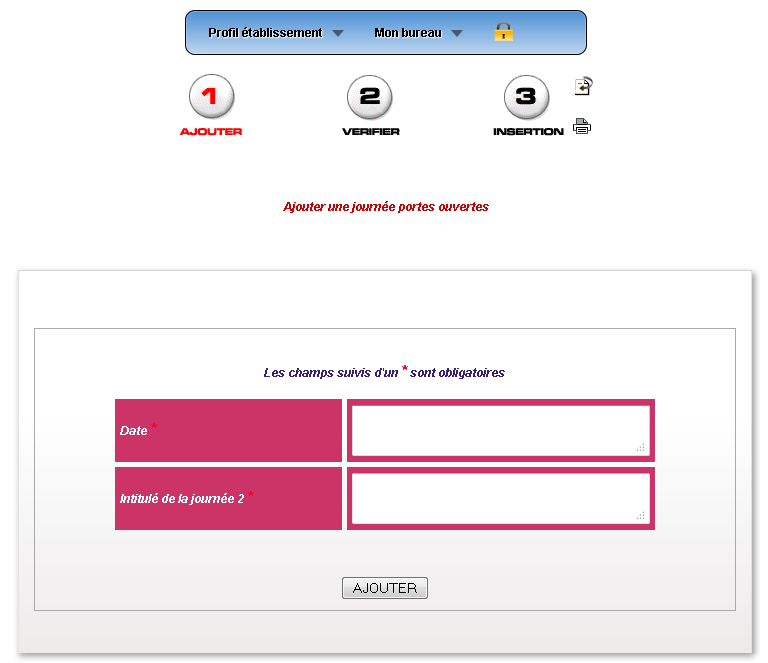 Profil établissement Mon bureau
1 2 3
AJOUTER VERIFIER INSERTION
Ajouter une journée portes ouvertes
Les champs suivis d'un * sont obligatoires
Date *
Intitulé de la journée 2 *
AJOUTER